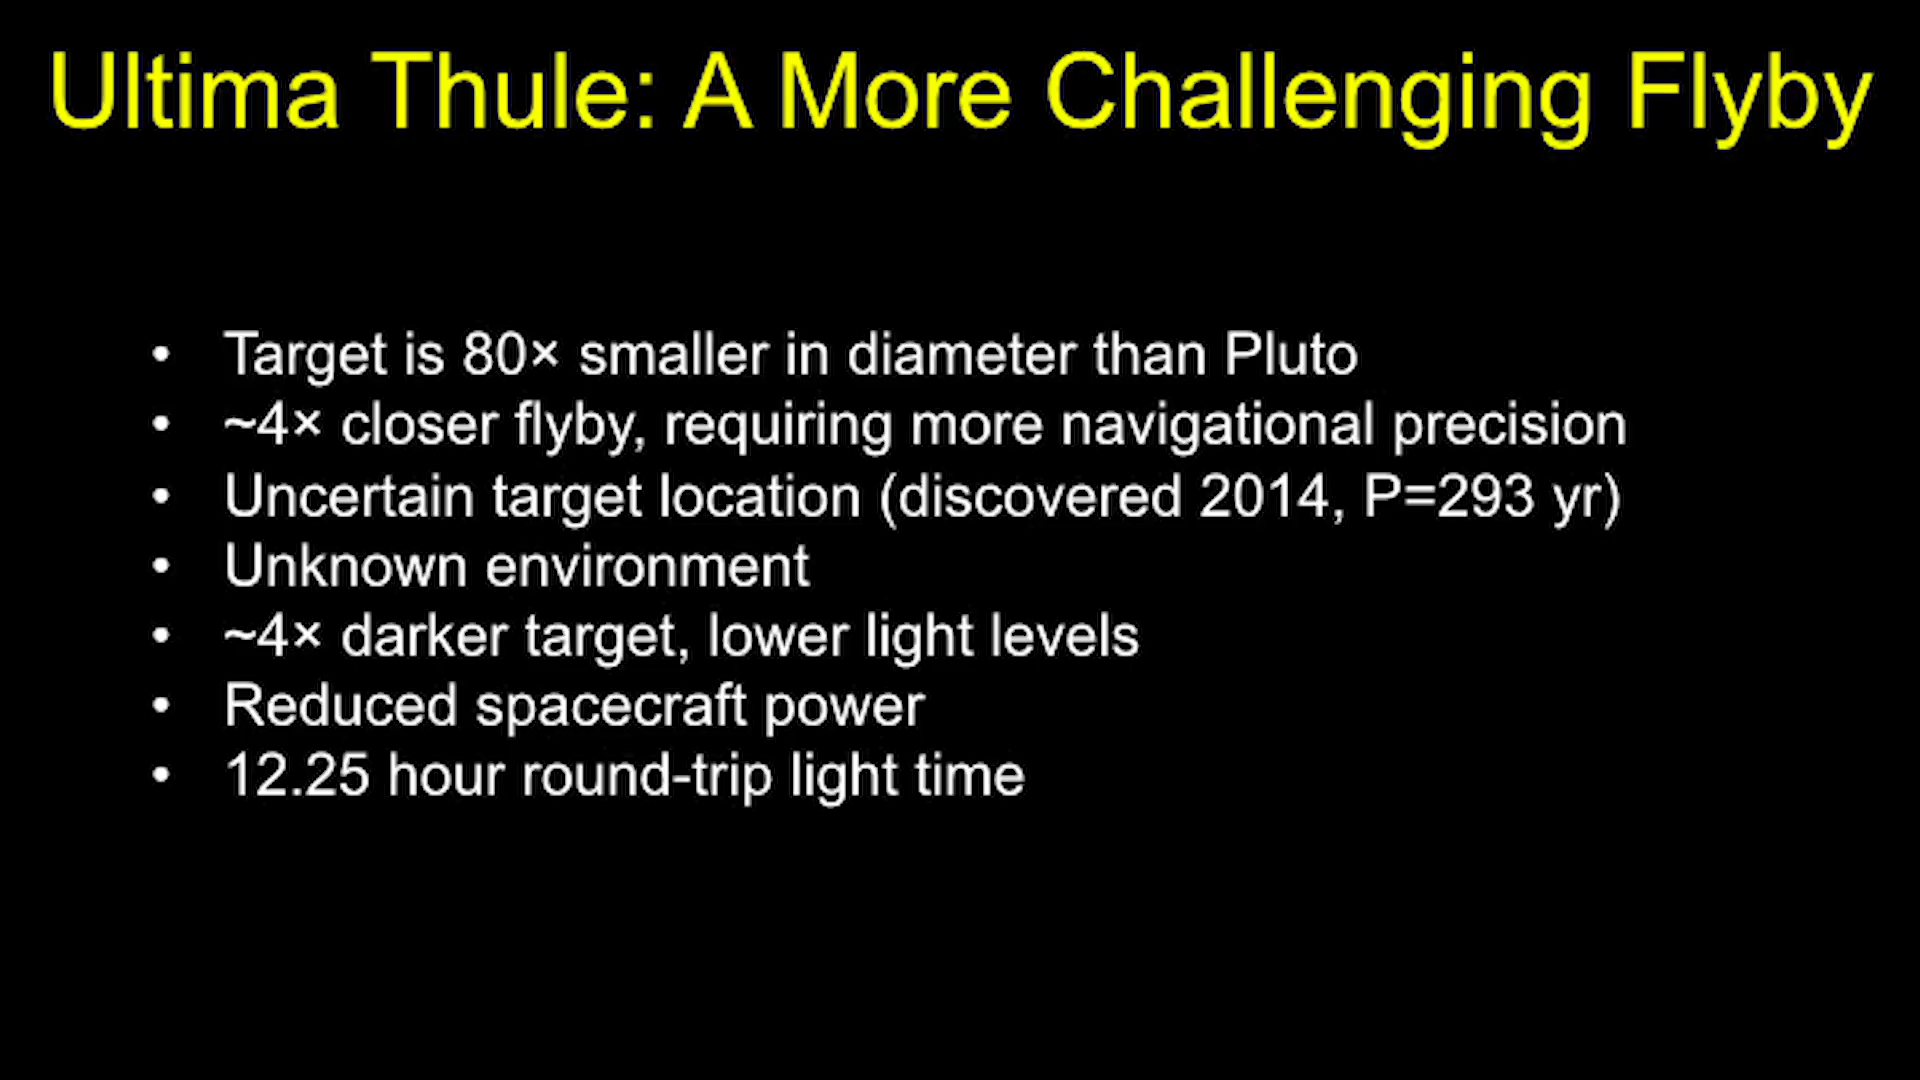 Ultima Thule: A More Challenging Flyby
• Target is 80× smaller in diameter than Pluto
• ~4× closer flyby, requiring more navigational precision
• Uncertain target location (discovered 2014, P=293 yr)
• Unknown environment
• ~4× darker target, lower light levels
• Reduced spacecraft power
• 12.25 hour round-trip light time